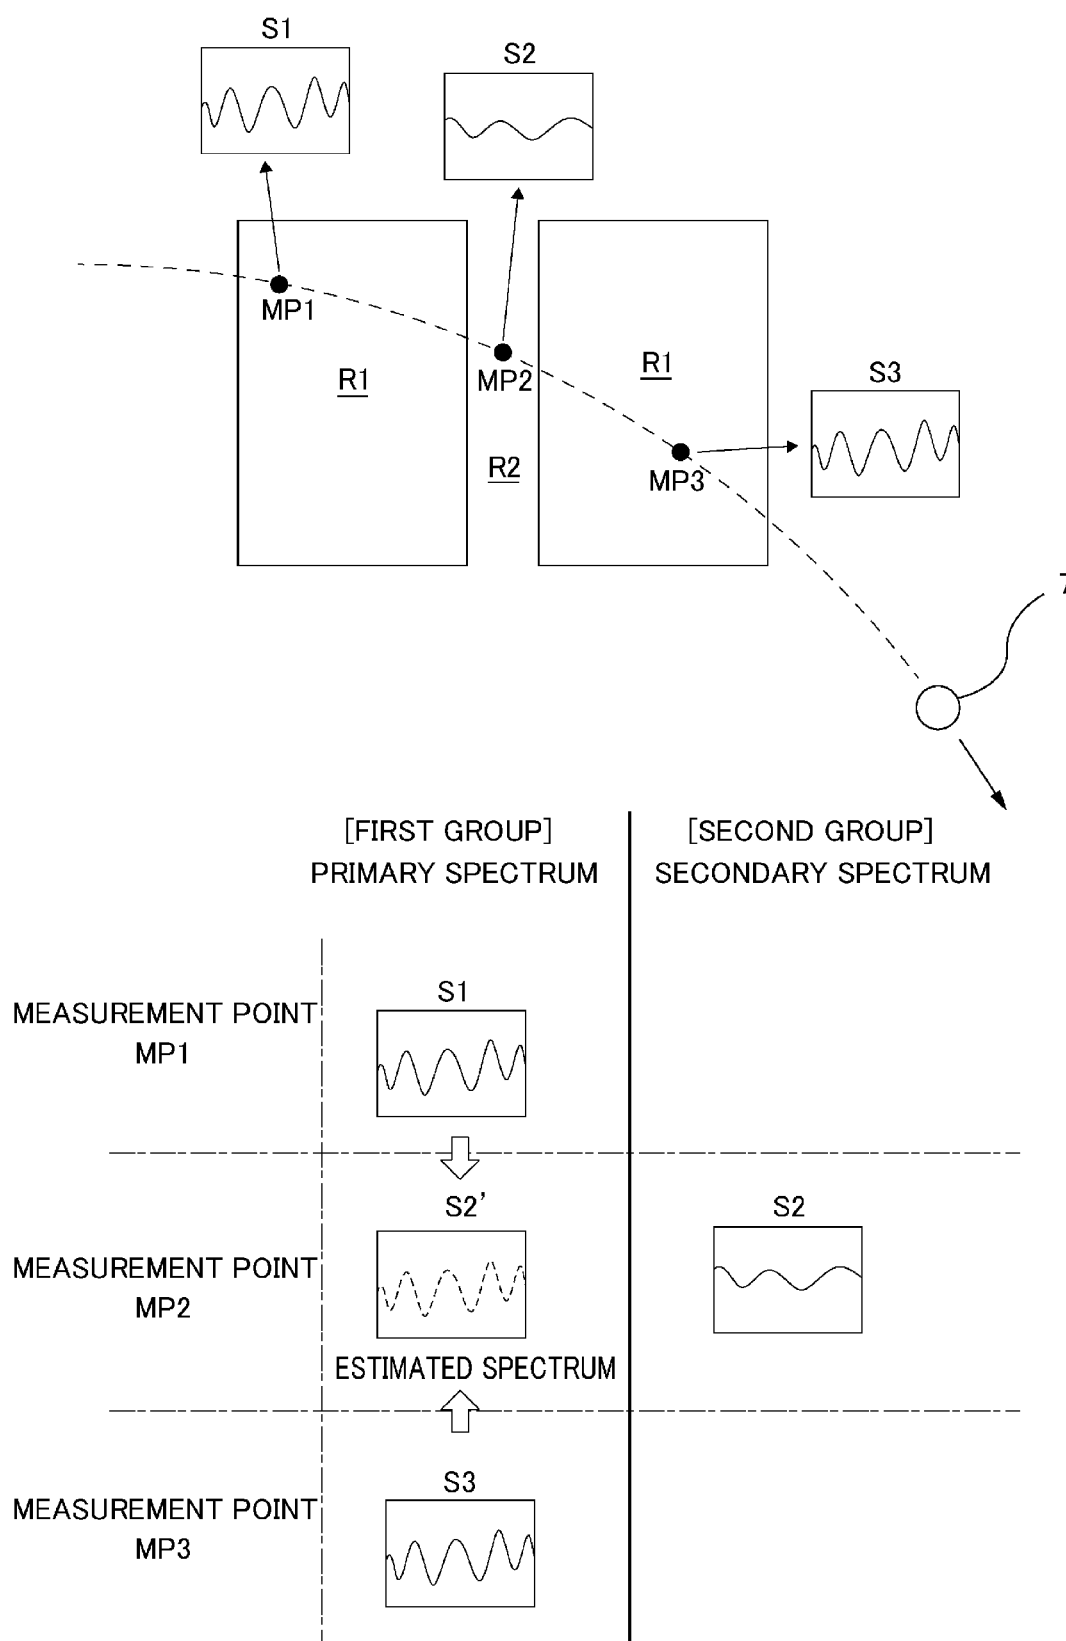 S1
S2
MP1
R1
MP2
R1
S3
R2
MP3
7
[FIRST GROUP]
PRIMARY SPECTRUM
[SECOND GROUP]
SECONDARY SPECTRUM
MEASUREMENT POINT
MP1
S1
MEASUREMENT POINT
MP2
S2’
ESTIMATED SPECTRUM
S2
MEASUREMENT POINT
MP3
S3